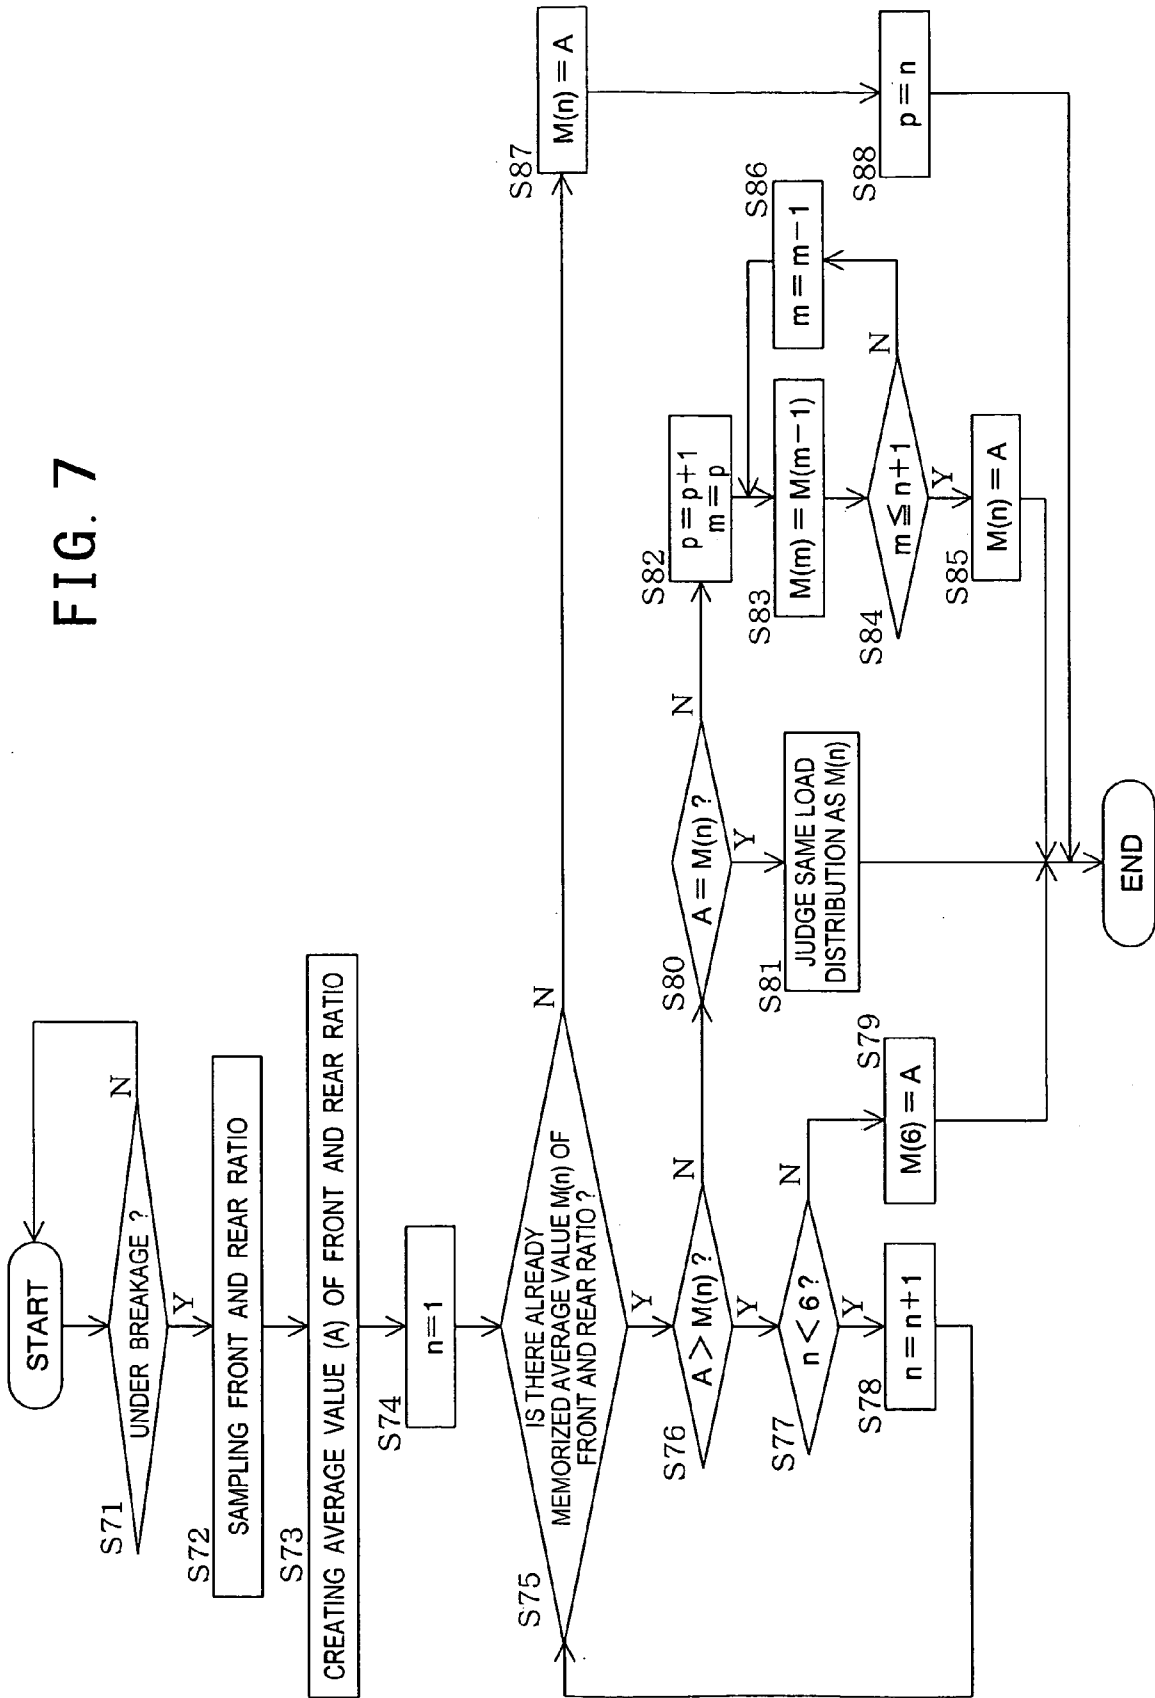 FIG. 7
START
S71
UNDER BREAKAGE ?
N
Y
S72
SAMPLING FRONT AND REAR RATIO
S73
CREATING AVERAGE VALUE (A) OF FRONT AND REAR RATIO
S74
n=1
S75
IS THERE ALREADY
MEMORIZED AVERAGE VALUE M(n) OF
FRONT AND REAR RATIO ?
N
Y
S76
A > M(n) ?
N
Y
S77
n < 6 ?
N
Y
S78
n = n+1
S79
M(6) = A
S80
A = M(n) ?
N
Y
S81
JUDGE SAME LOAD
DISTRIBUTION AS M(n)
S82
p = p+1
m = p
S83
M(m) = M(m-1)
S84
m ≦ n+1
N
Y
S85
M(n) = A
S86
m = m-1
S87
M(n) = A
S88
p = n
END